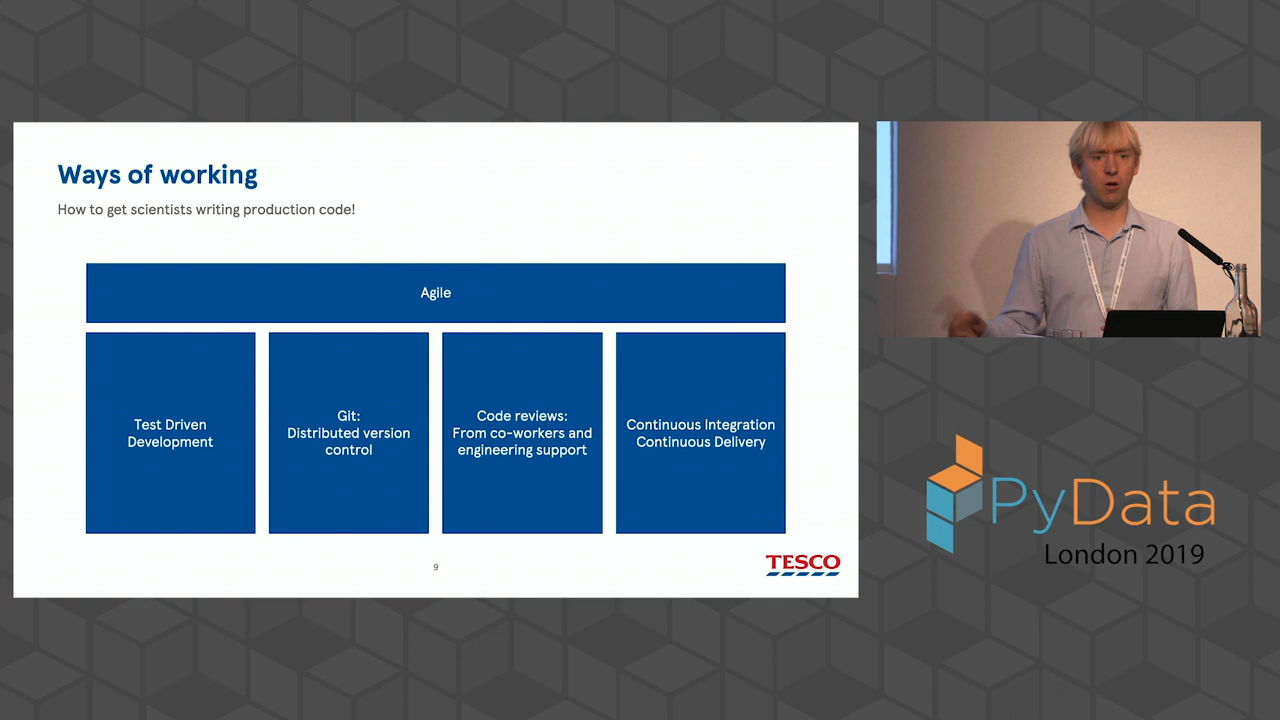 Ways of working
How to get scientists writing production code!
Agile
Test Driven
Development
Git:
Distributed version
control
Code reviews:
From co-workers and
engineering support
Continuous Integration
Continuous Delivery
9
TESCO
PyData
London 2019